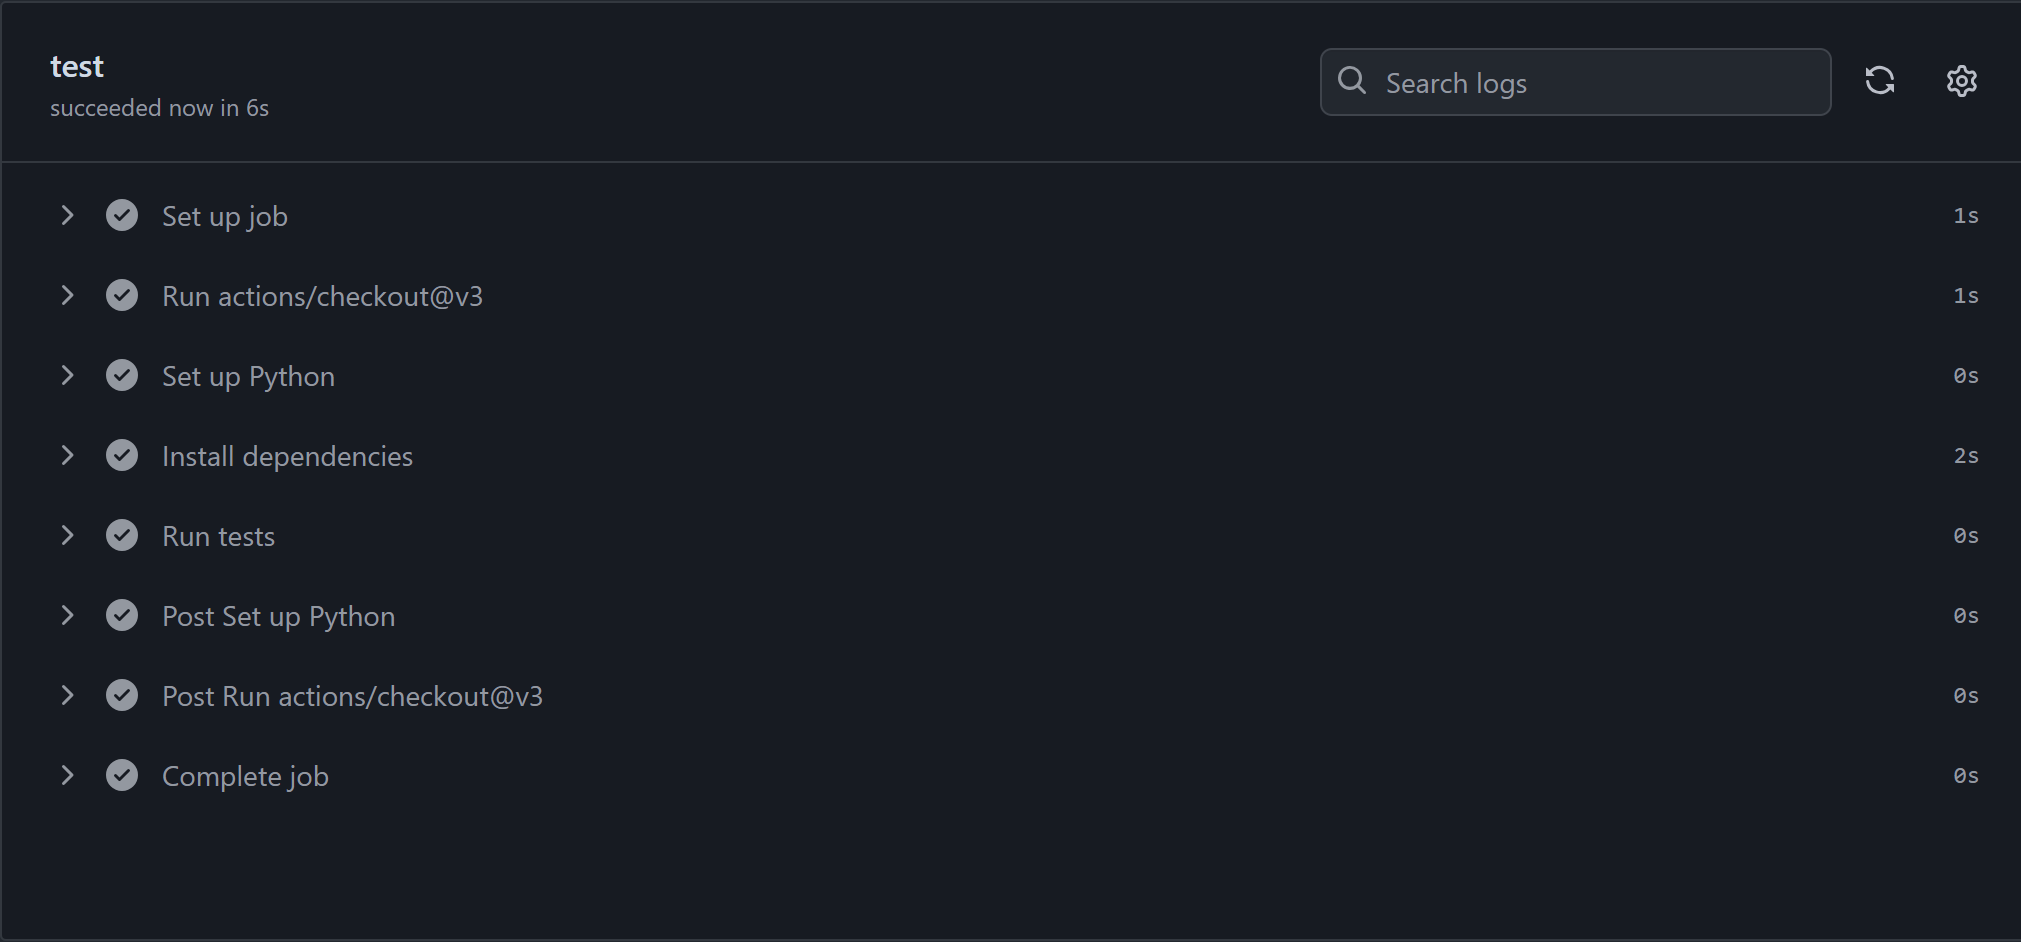 test
succeeded now in 6s
Search logs
Set up job 1s
Run actions/checkout@v3 1s
Set up Python 0s
Install dependencies 2s
Run tests 0s
Post Set up Python 0s
Post Run actions/checkout@v3 0s
Complete job 0s